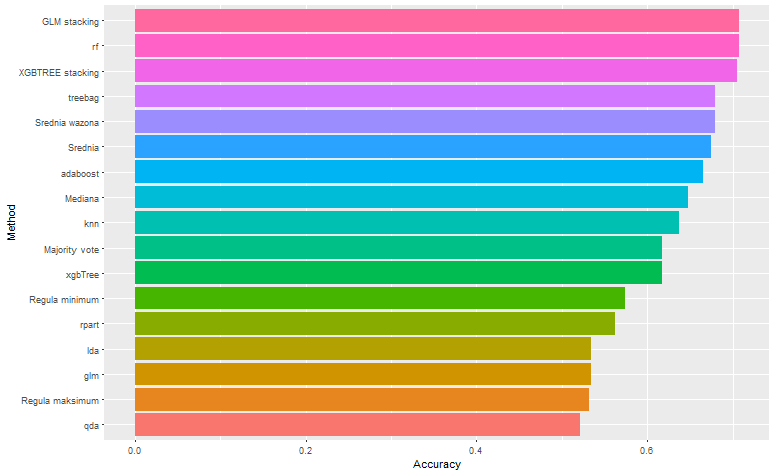 GLM stacking
rf
XGBTREE stacking
treebag
Srednia wazona
Srednia
adaboost
Mediana
knn
Majority vote
xgbTree
Regula minimum
rpart
lda
glm
Regula maksimum
qda
Method
0.0 0.2 0.4 0.6
Accuracy